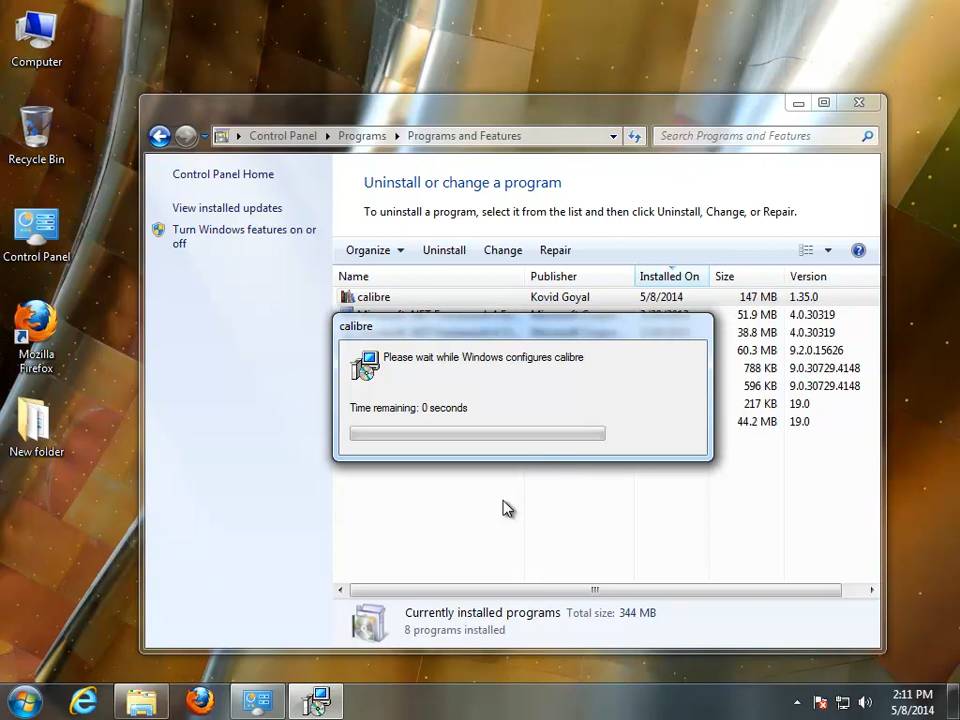 Computer
Recycle Bin
Control Panel
Mozilla
Firefox
New folder
Control Panel Programs Programs and Features
Search Programs and Features
Control Panel Home
View installed updates
Turn Windows features on or
off
Uninstall or change a program
To uninstall a program, select it from the list and then click Uninstall, Change, or Repair.
Organize Uninstall Change Repair
Name Publisher Installed On Size Version
calibre Kovid Goyal 5/8/2014 147 MB 1.35.0
51.9 MB 4.0.30319
38.8 MB 4.0.30319
60.3 MB 9.2.0.15626
788 KB 9.0.30729.4148
596 KB 9.0.30729.4148
217 KB 19.0
44.2 MB 19.0
calibre
Please wait while Windows configures calibre
Time remaining: 0 seconds
Currently installed programs Total size: 344 MB
8 programs installed
2:11 PM
5/8/2014